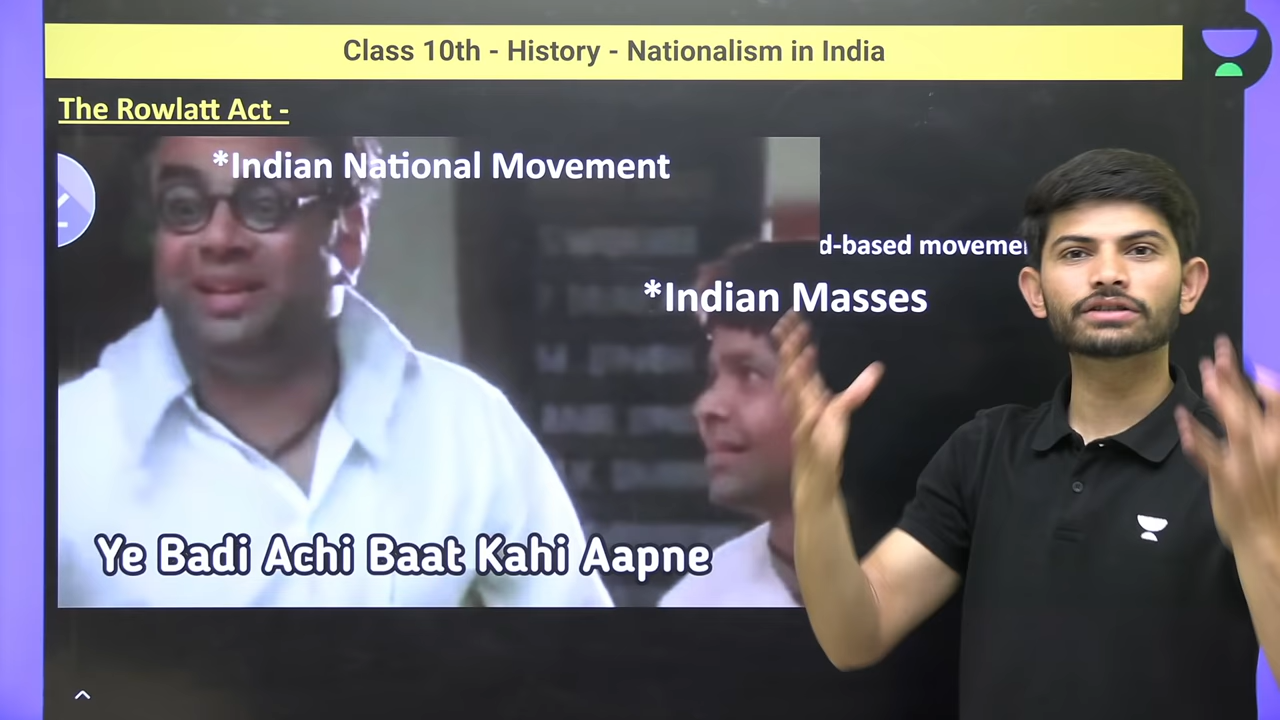 Class 10th - History - Nationalism in India
The Rowlatt Act -
*Indian National Movement
d-based movemen
*Indian Masses
Ye Badi Achi Baat Kahi Aapne